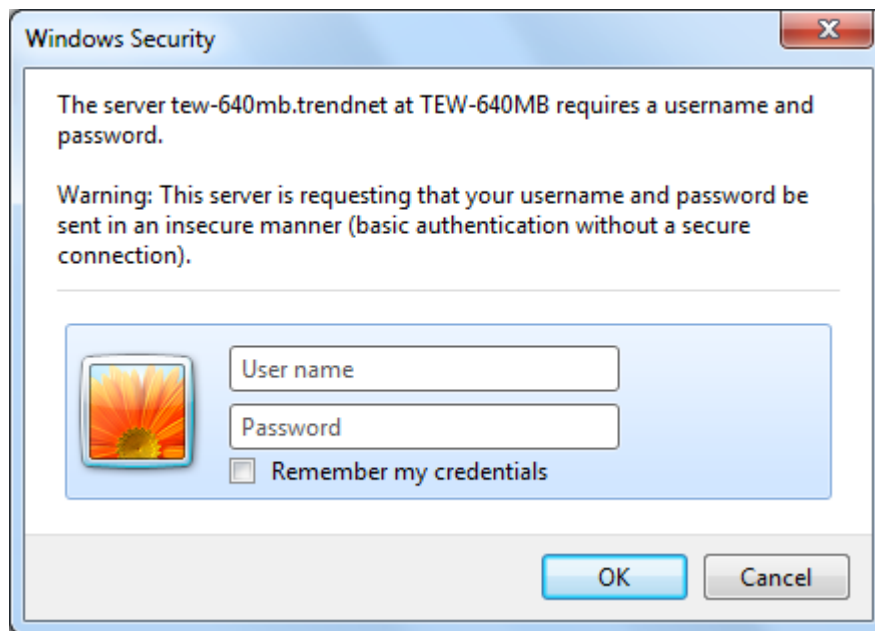 Windows Security
The server tew-640mb.trendnet at TEW-640MB requires a username and
password.
Warning: This server is requesting that your username and password be
sent in an insecure manner (basic authentication without a secure
connection).
User name
Password
Remember my credentials
OK
Cancel